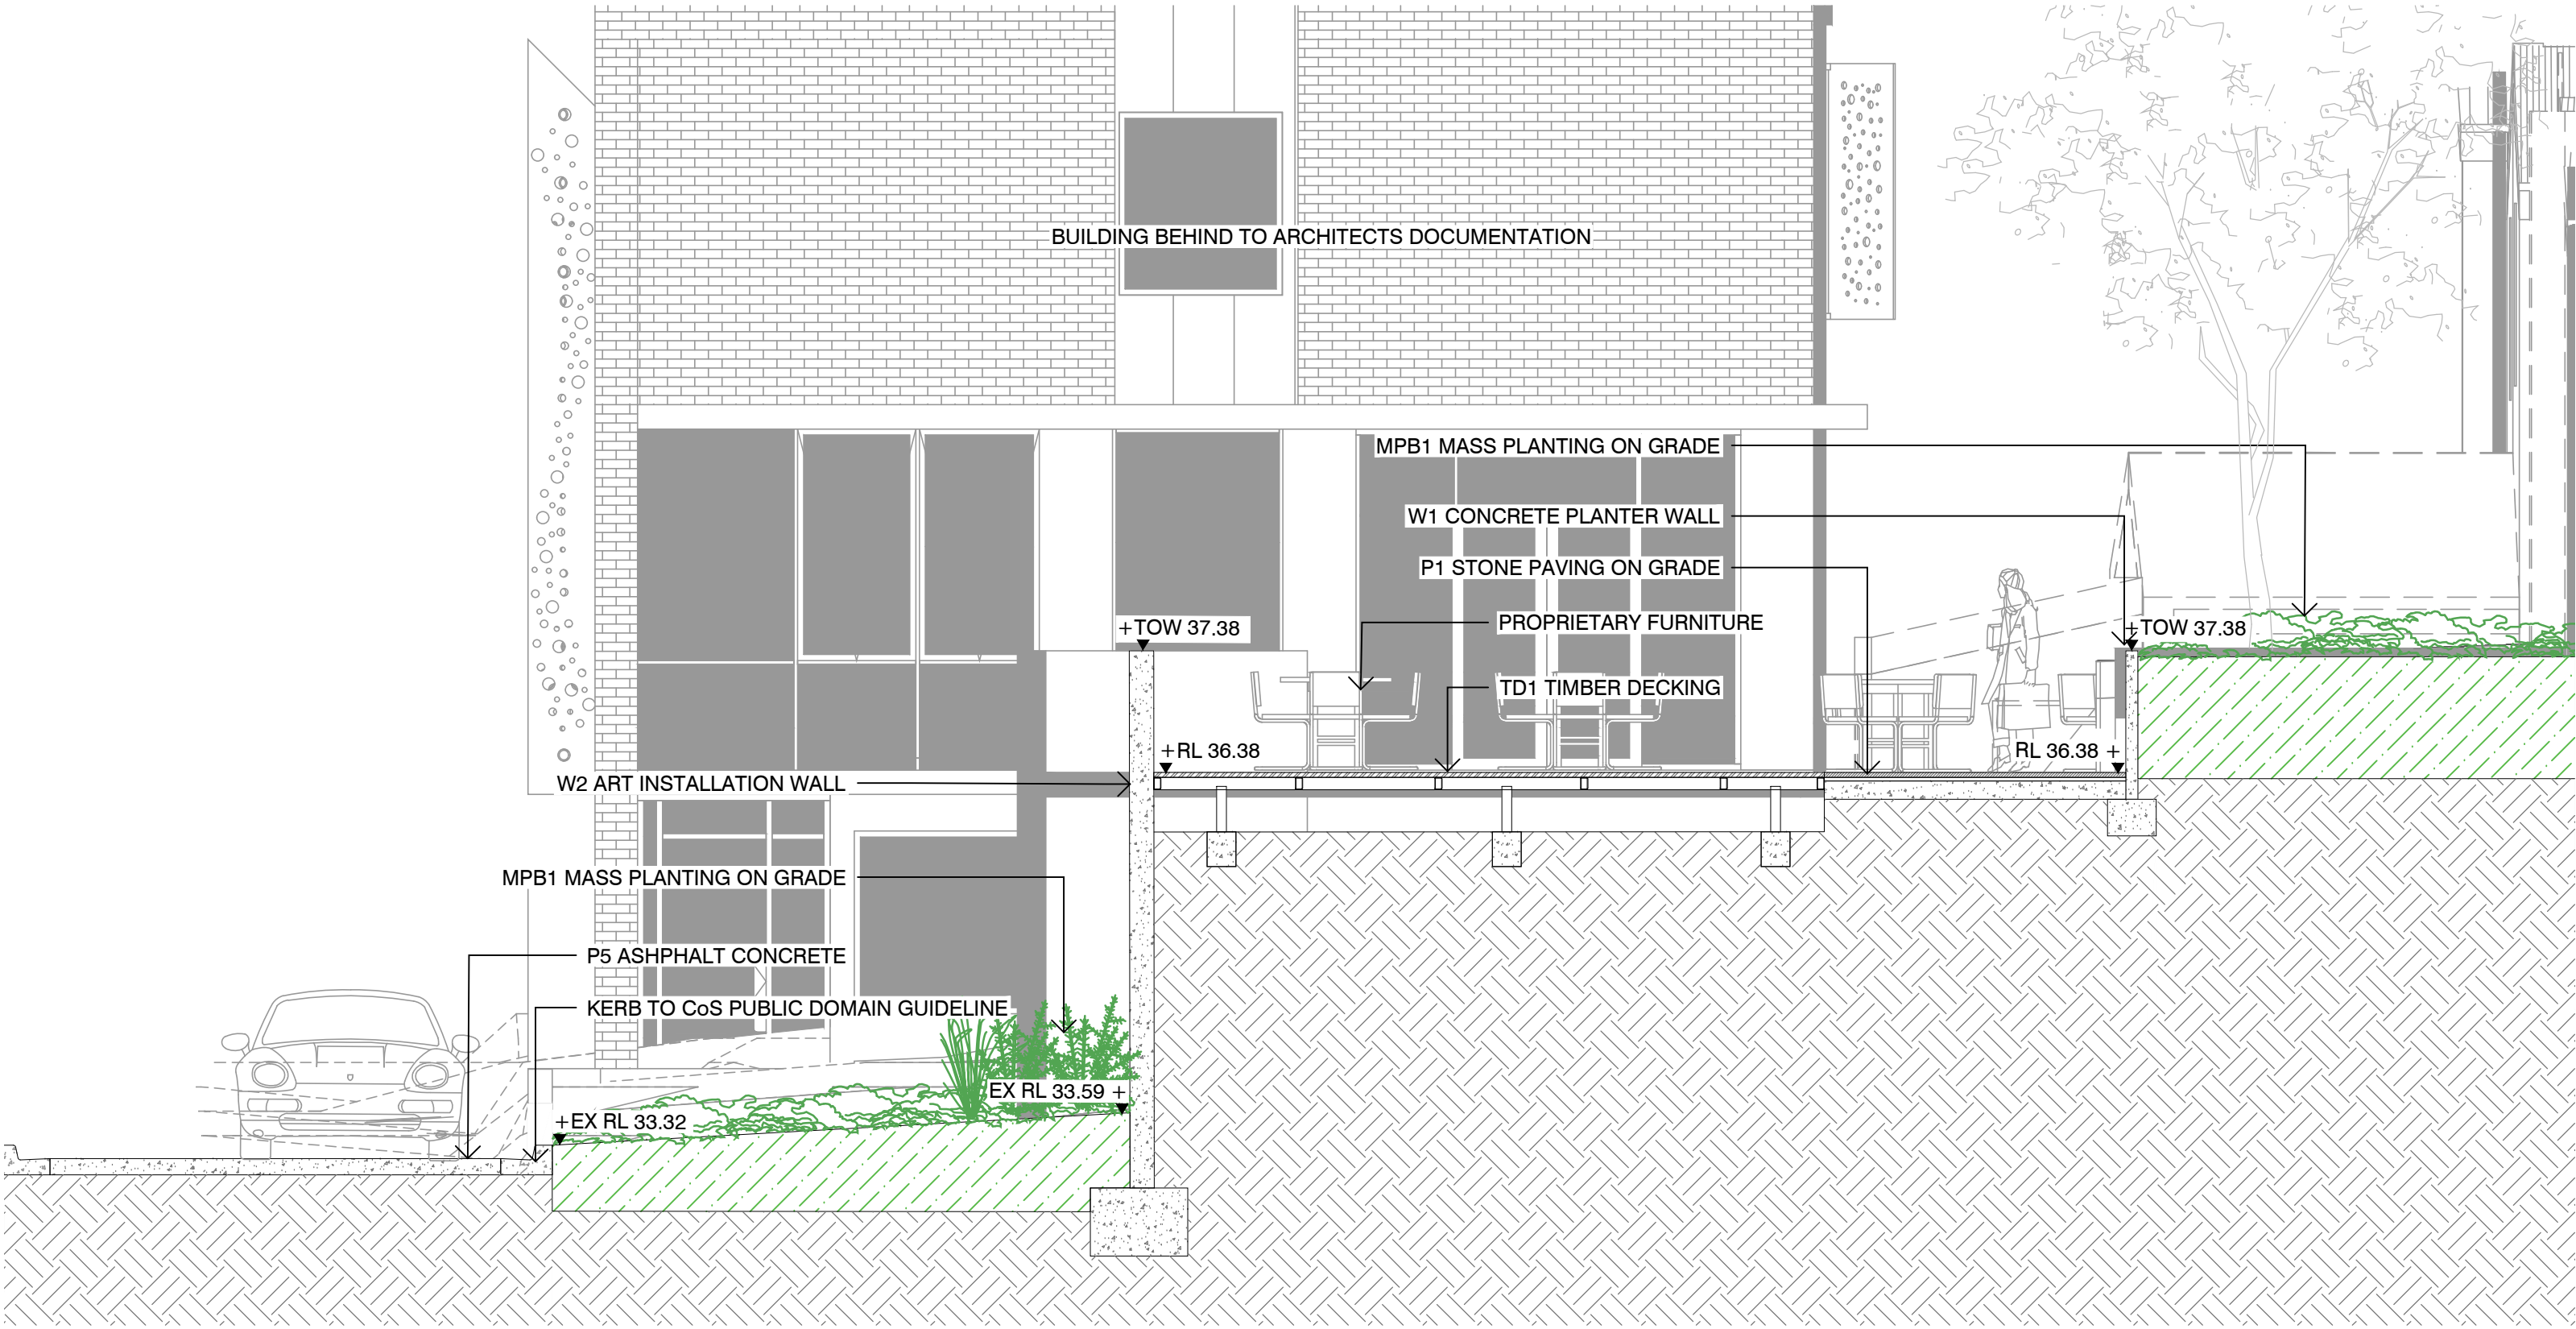 BUILDING BEHIND TO ARCHITECTS DOCUMENTATION
MPB1 MASS PLANTING ON GRADE
W1 CONCRETE PLANTER WALL
P1 STONE PAVING ON GRADE
PROPRIETARY FURNITURE
+TOW 37.38
+TOW 37.38
TD1 TIMBER DECKING
+RL 36.38
RL 36.38 +
W2 ART INSTALLATION WALL
MPB1 MASS PLANTING ON GRADE
P5 ASHPHALT CONCRETE
KERB TO CoS PUBLIC DOMAIN GUIDELINE
EX RL 33.59 +
+EX RL 33.32